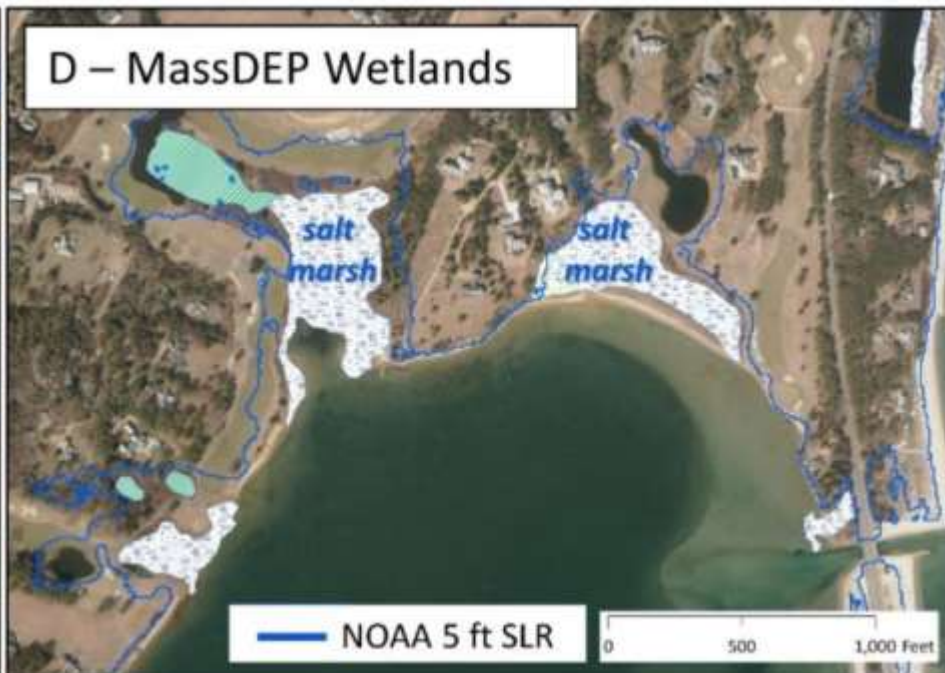 D – MassDEP Wetlands
salt
marsh
salt
marsh
NOAA 5 ft SLR
0 500 1,000 Feet